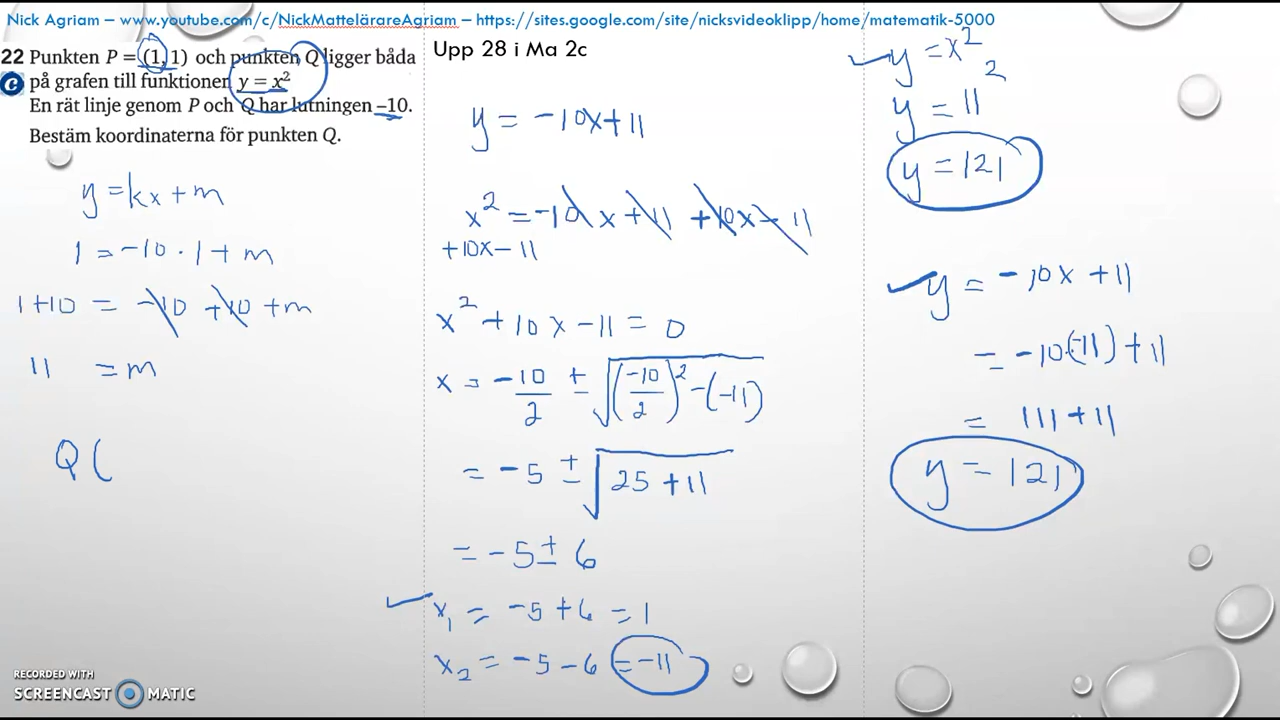 Nick Agriam – www.youtube.com/c/NickMattelärareAgriam – https://sites.google.com/site/nicksvideoklipp/home/matematik-5000
22 Punkten P = (1, 1) och punkten Q ligger båda
C på grafen till funktionen y = x²
En rät linje genom P och Q har lutningen –10.
Bestäm koordinaterna för punkten Q.
y = kx + m
1 = -10 · 1 + m
1+10 = -10 +10 +m
11 = m
Q (
Upp 28 i Ma 2c
y = -10x+11
x² = -10x +11 +10x - 11
+10x - 11
x² + 10x - 11 = 0
x = -10/2 ± √((-10/2)² - (-11))
= -5 ± √(25 + 11)
= -5 ± 6
x₁ = -5 + 6 = 1
x₂ = -5 - 6 = -11
y = x²
y = 11²
y = 121
y = -10x + 11
= -10·(-11) + 11
= 111 + 11
y = 121
RECORDED WITH
SCREENCAST MATIC